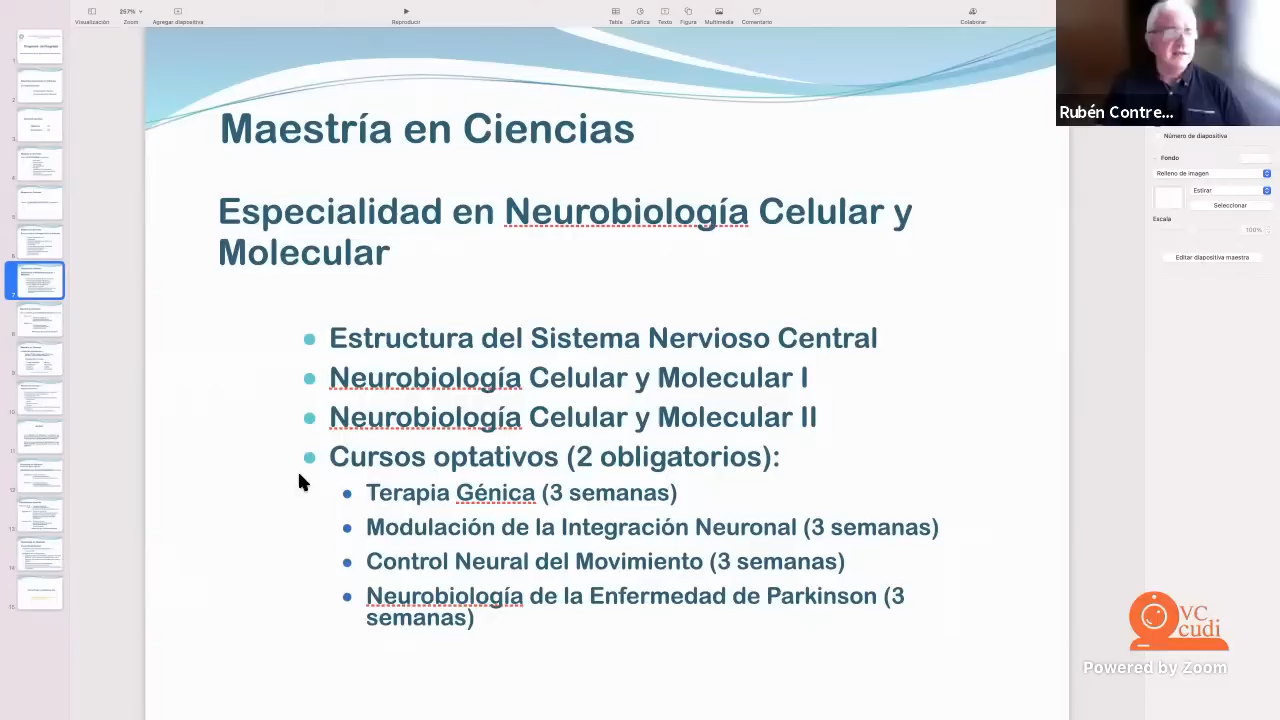 257%
Visualización
Zoom
Agregar diapositiva
Reproducir
Tabla
Gráfica
Texto
Figura
Multimedia
Comentario
Colaborar
Rubén Contre...
Número de diapositiva
Fondo
Relleno de imagen
Estirar
Seleccionar
Escala
100%
Editar diapositiva maestra
Maestría en Ciencias
Especialidad en Neurobiología Celular y
Molecular
Estructura del Sistema Nervioso Central
Neurobiología Celular y Molecular I
Neurobiología Celular y Molecular II
Cursos optativos (2 obligatorios):
Terapia Génica (3 semanas)
Modulación de la Integración Neuronal (3 semanas)
Control Neural del Movimiento (3 semanas)
Neurobiología de la Enfermedad de Parkinson (3
semanas)
VC
cudi
Powered by Zoom